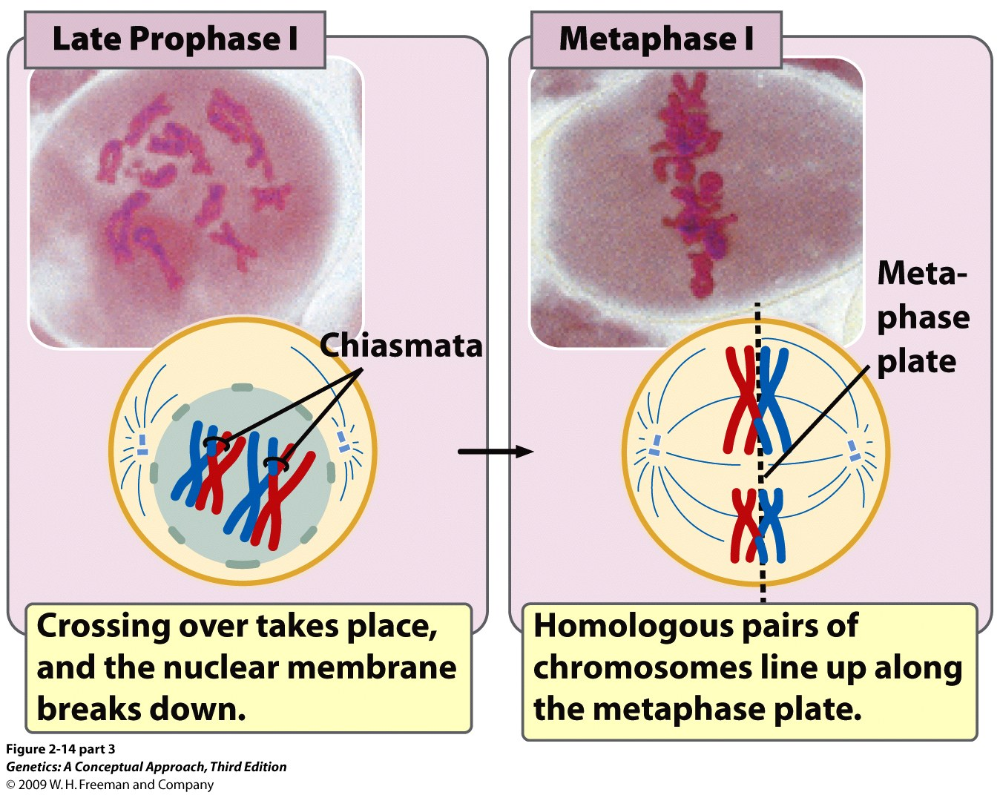 Late Prophase I
Chiasmata
Crossing over takes place,
and the nuclear membrane
breaks down.
Metaphase I
Meta-
phase
plate
Homologous pairs of
chromosomes line up along
the metaphase plate.
Figure 2-14 part 3
Genetics: A Conceptual Approach, Third Edition
© 2009 W. H. Freeman and Company